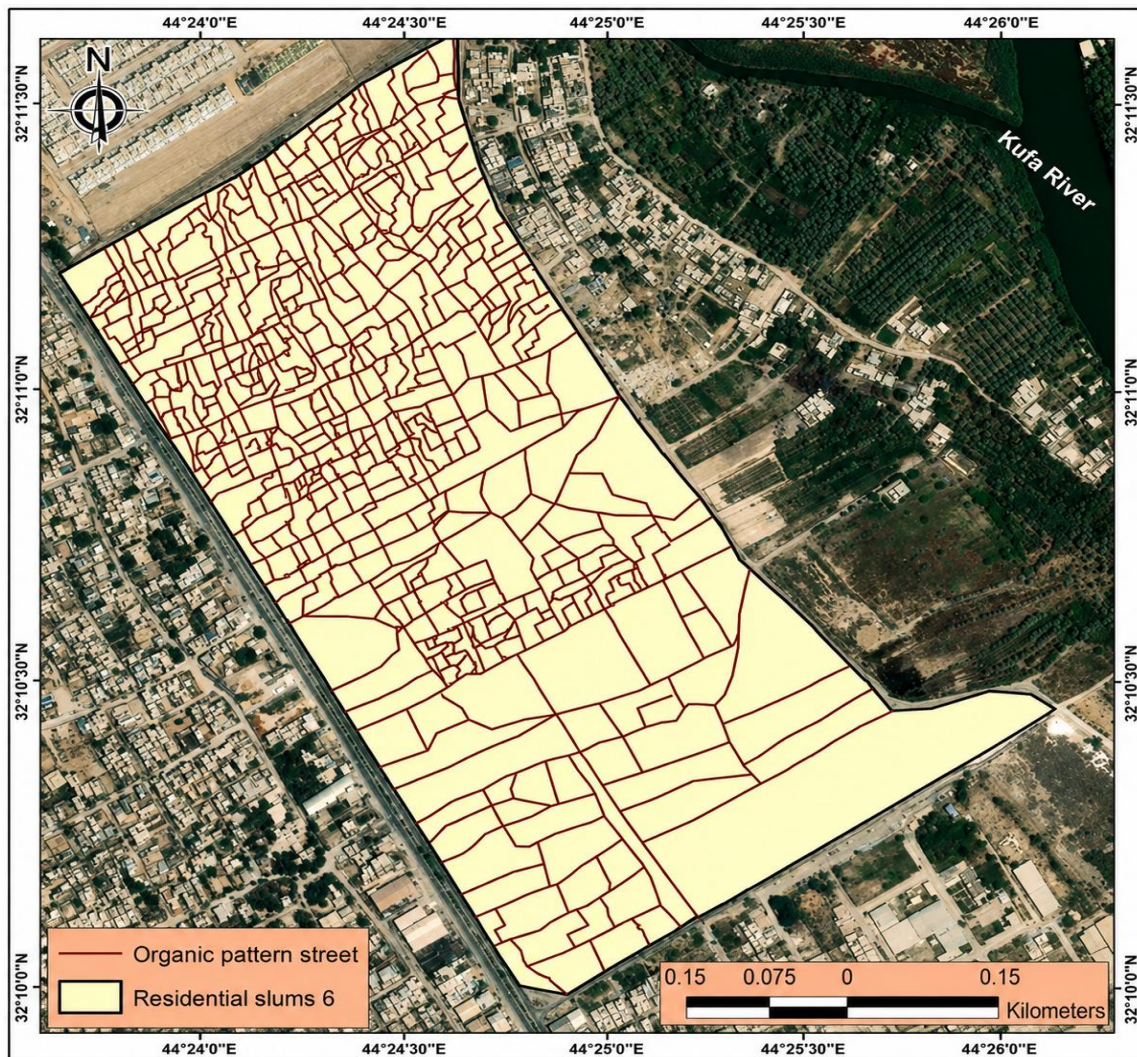 44°24'0"E 44°24'30"E 44°25'0"E 44°25'30"E 44°26'0"E
N
32°11'30"N 32°11'30"N
Kufa River
32°11'0"N 32°11'0"N
32°10'30"N 32°10'30"N
32°10'0"N 32°10'0"N
Organic pattern street
Residential slums 6
0.15 0.075 0 0.15
Kilometers
44°24'0"E 44°24'30"E 44°25'0"E 44°25'30"E 44°26'0"E